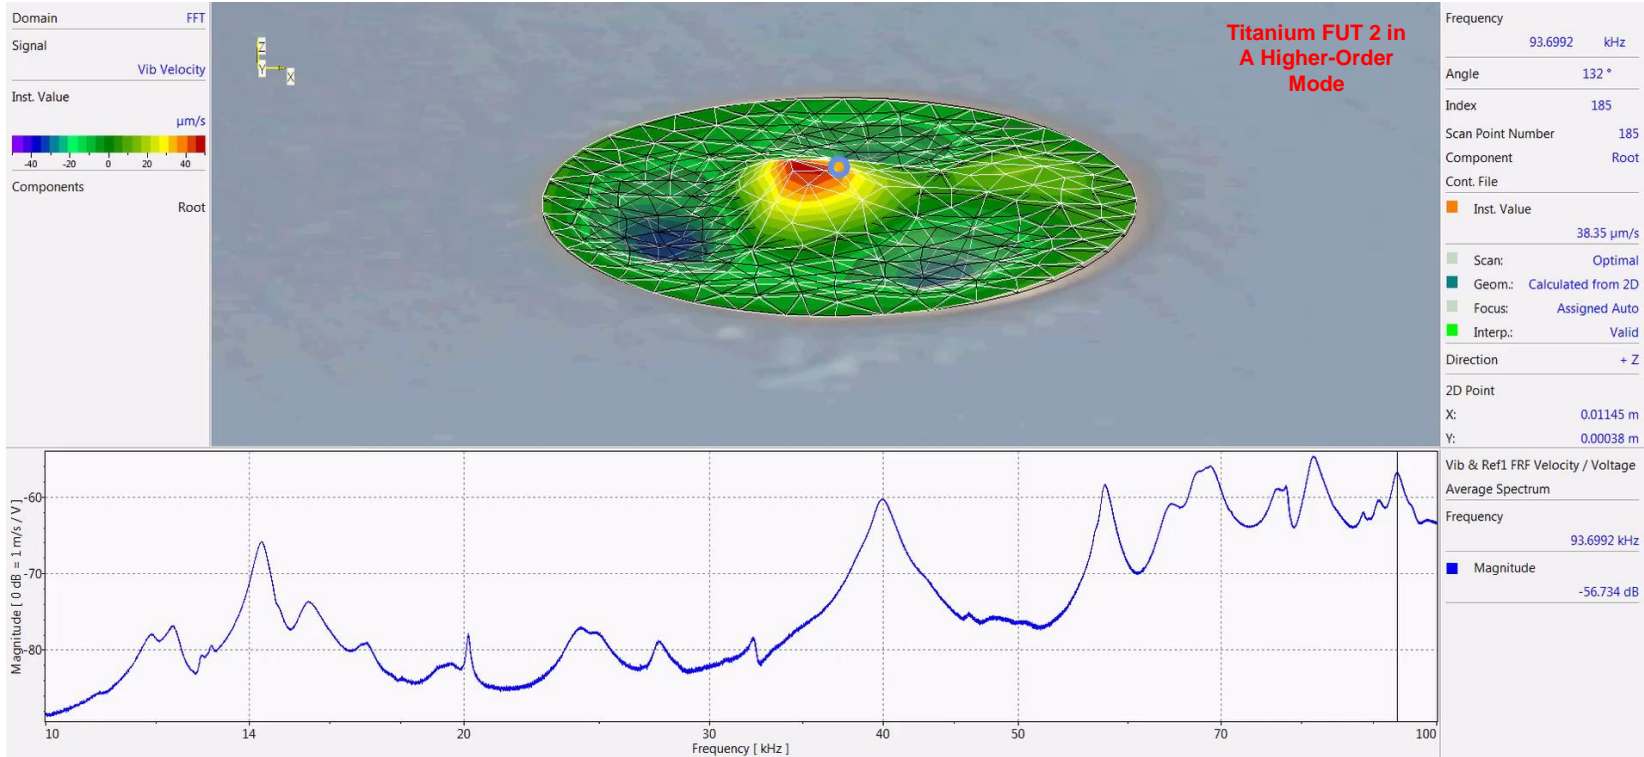 Domain FFT
Signal
Vib Velocity
Inst. Value
µm/s
-40 -20 0 20 40
Components
Root
Z
Y X
Titanium FUT 2 in
A Higher-Order
Mode
Frequency
93.6992 kHz
Angle 132 °
Index 185
Scan Point Number 185
Component Root
Cont. File
Inst. Value
38.35 µm/s
Scan: Optimal
Geom.: Calculated from 2D
Focus: Assigned Auto
Interp.: Valid
Direction + Z
2D Point
X: 0.01145 m
Y: 0.00038 m
Magnitude [ 0 dB = 1 m/s / V]
-60
-70
-80
10 14 20 30 40 50 70 100
Frequency [ kHz ]
Vib & Ref1 FRF Velocity / Voltage
Average Spectrum
Frequency
93.6992 kHz
Magnitude
-56.734 dB